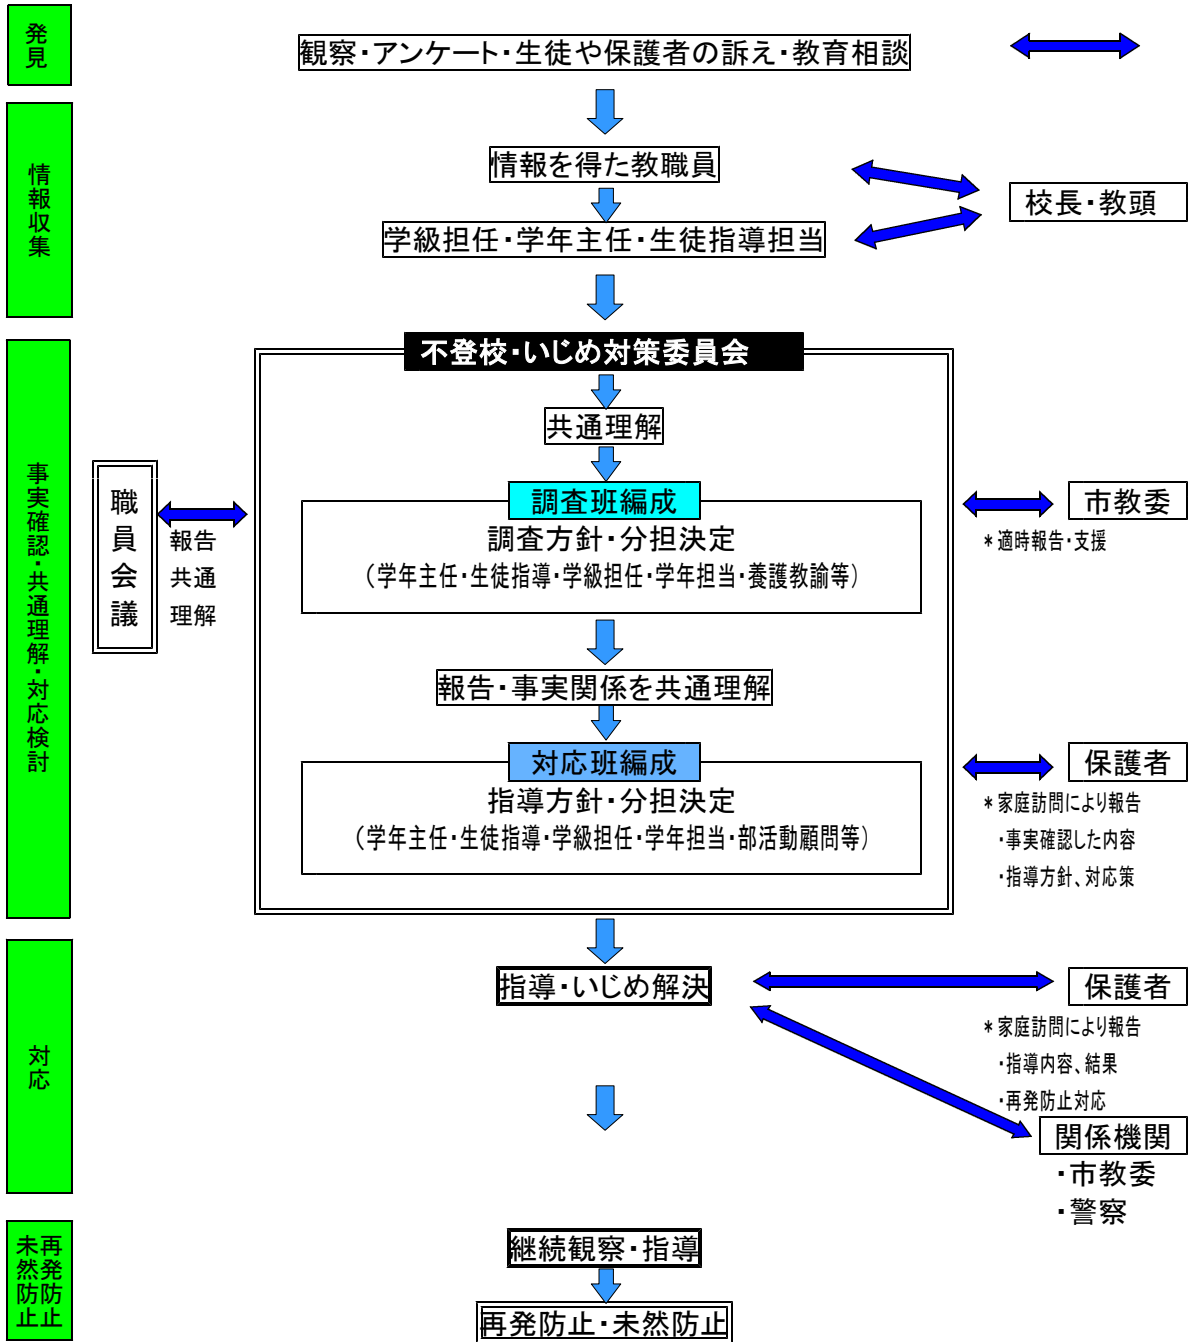 発見
観察・アンケート・生徒や保護者の訴え・教育相談
情報収集
情報を得た教職員
校長・教頭
学級担任・学年主任・生徒指導担当
事実確認・共通理解・対応検討
不登校・いじめ対策委員会
共通理解
職員会議
報告
共通
理解
調査班編成
調査方針・分担決定
（学年主任・生徒指導・学級担任・学年担当・養護教諭等）
市教委
＊適時報告・支援
報告・事実関係を共通理解
対応班編成
指導方針・分担決定
（学年主任・生徒指導・学級担任・学年担当・部活動顧問等）
保護者
＊家庭訪問により報告
・事実確認した内容
・指導方針、対応策
対応
指導・いじめ解決
保護者
＊家庭訪問により報告
・指導内容、結果
・再発防止対応
関係機関
・市教委
・警察
再発防止
未然防止
継続観察・指導
再発防止・未然防止